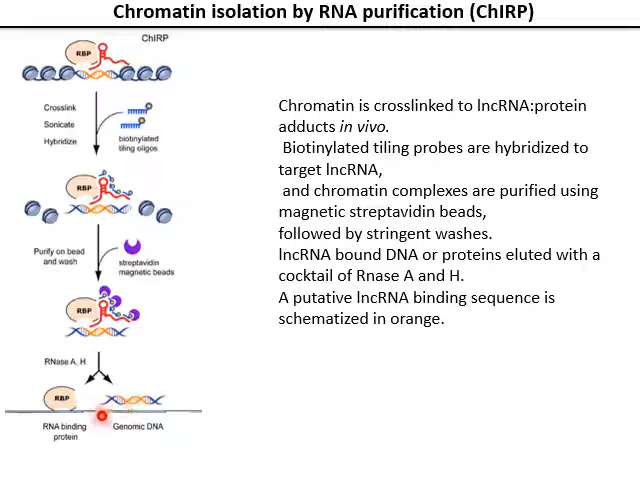 Chromatin isolation by RNA purification (ChIRP)
ChIRP
RBP
Crosslink
Sonicate
Hybridize
biotinylated
tiling oligos
RBP
Purify on bead
and wash
streptavidin
magnetic beads
RBP
RNase A, H
RBP
RNA binding
protein
Genomic DNA
Chromatin is crosslinked to lncRNA:protein
adducts in vivo.
Biotinylated tiling probes are hybridized to
target lncRNA,
and chromatin complexes are purified using
magnetic streptavidin beads,
followed by stringent washes.
lncRNA bound DNA or proteins eluted with a
cocktail of Rnase A and H.
A putative lncRNA binding sequence is
schematized in orange.